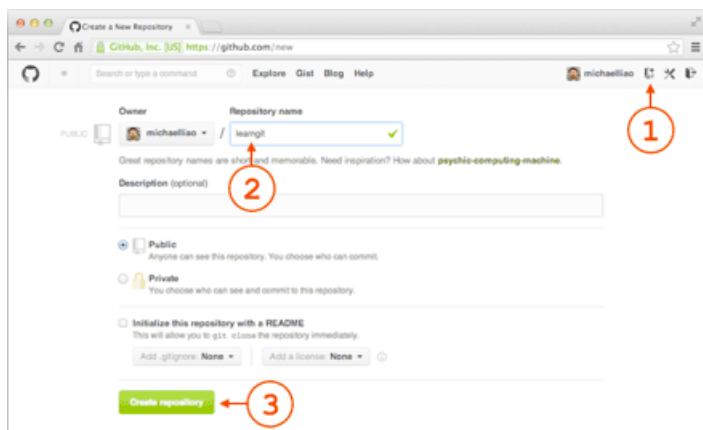 Create a New Repository
GitHub, Inc. [US] https://github.com/new
Search or type a command Explore Gist Blog Help michaelliao
1
Owner Repository name
PUBLIC michaelliao / learngit
Great repository names are short and memorable. Need inspiration? How about psychic-computing-machine.
2
Description (optional)
Public
Anyone can see this repository. You choose who can commit.
Private
You choose who can see and commit to this repository.
Initialize this repository with a README
This will allow you to git clone the repository immediately.
Add .gitignore: None Add a license: None
Create repository
3